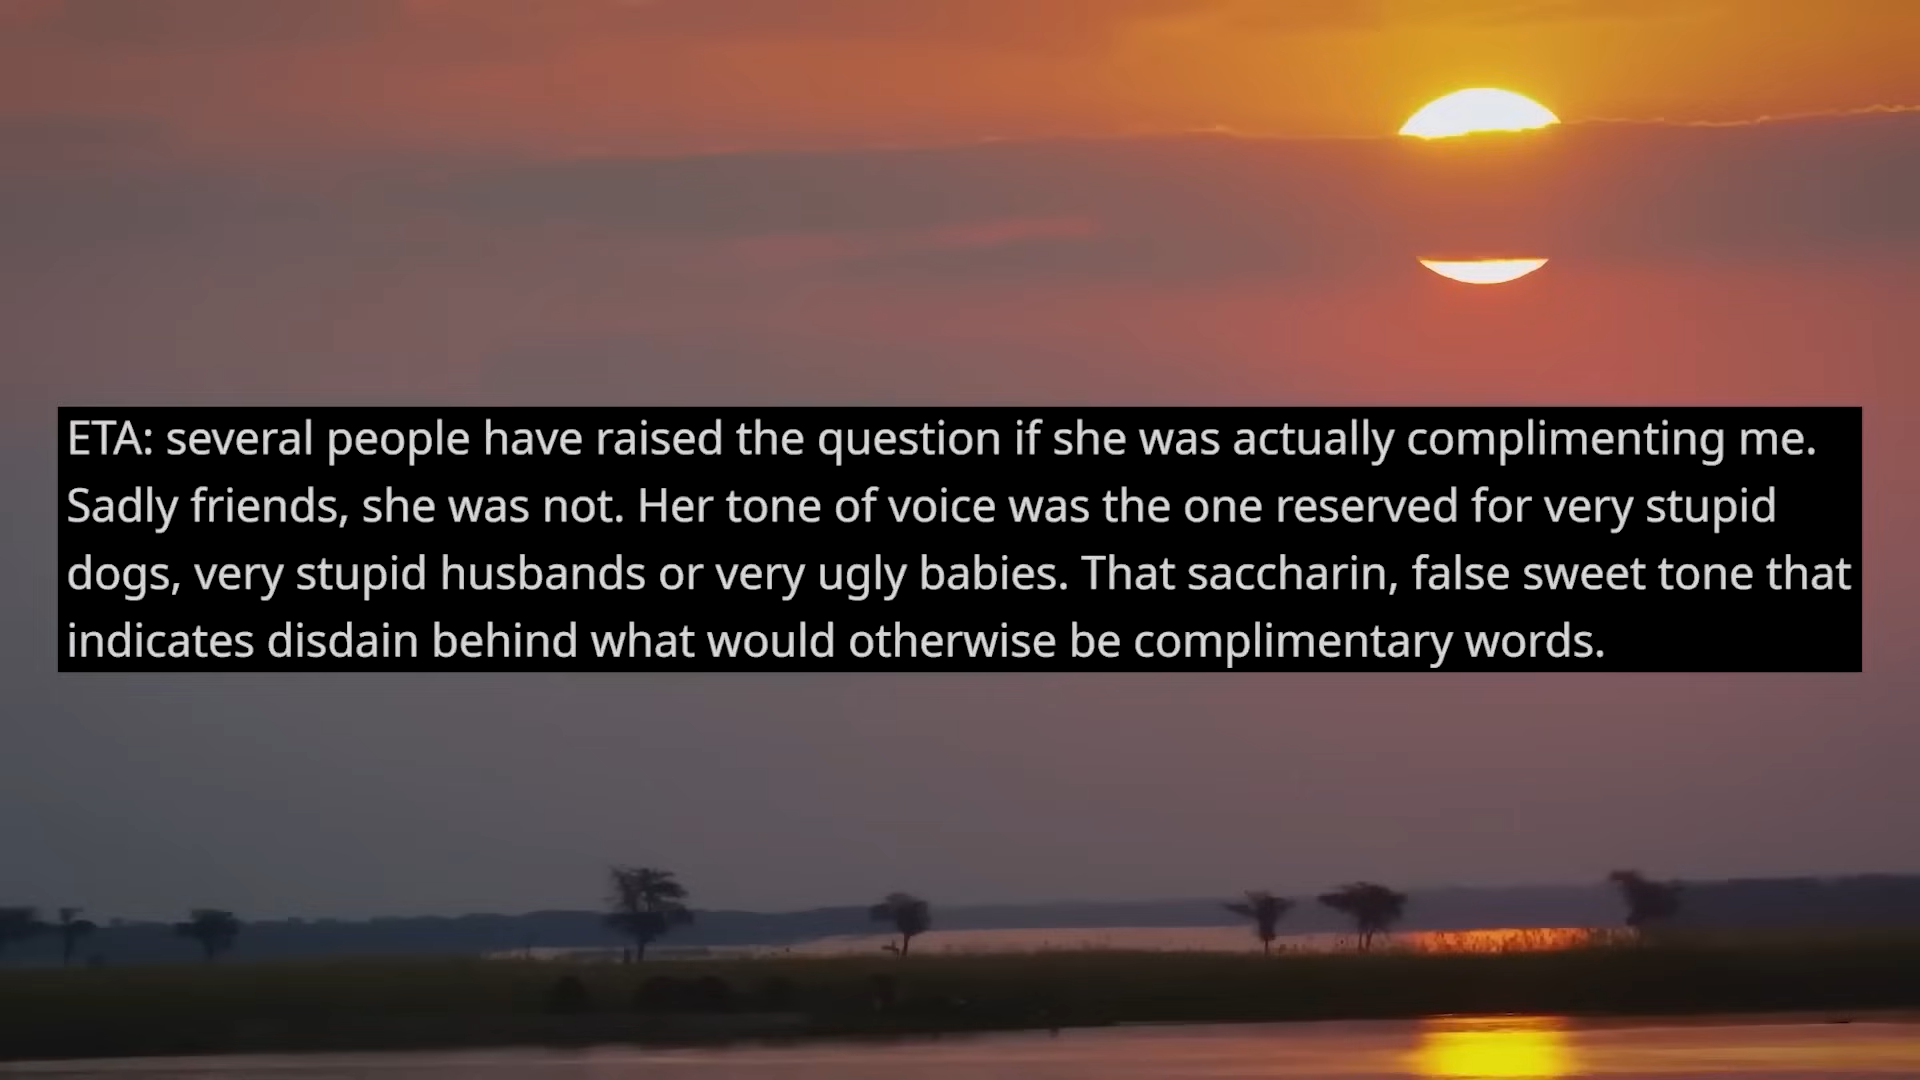 ETA: several people have raised the question if she was actually complimenting me.
Sadly friends, she was not. Her tone of voice was the one reserved for very stupid
dogs, very stupid husbands or very ugly babies. That saccharin, false sweet tone that
indicates disdain behind what would otherwise be complimentary words.